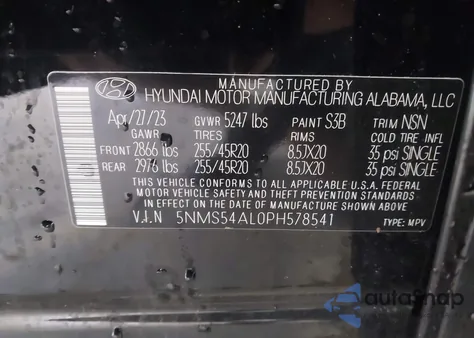 MANUFACTURED BY
HYUNDAI MOTOR MANUFACTURING ALABAMA, LLC
Apr/27/23 GVWR 5247 lbs PAINT S3B TRIM NSN
GAWR TIRES RIMS COLD TIRE INFL
FRONT 2866 lbs 255/45R20 8.5JX20 35 psi SINGLE
REAR 2976 lbs 255/45R20 8.5JX20 35 psi SINGLE
THIS VEHICLE CONFORMS TO ALL APPLICABLE U.S.A. FEDERAL
MOTOR VEHICLE SAFETY AND THEFT PREVENTION STANDARDS
IN EFFECT ON THE DATE OF MANUFACTURE SHOWN ABOVE.
V.I.N 5NMS54AL0PH578541 TYPE: MPV
autosnap